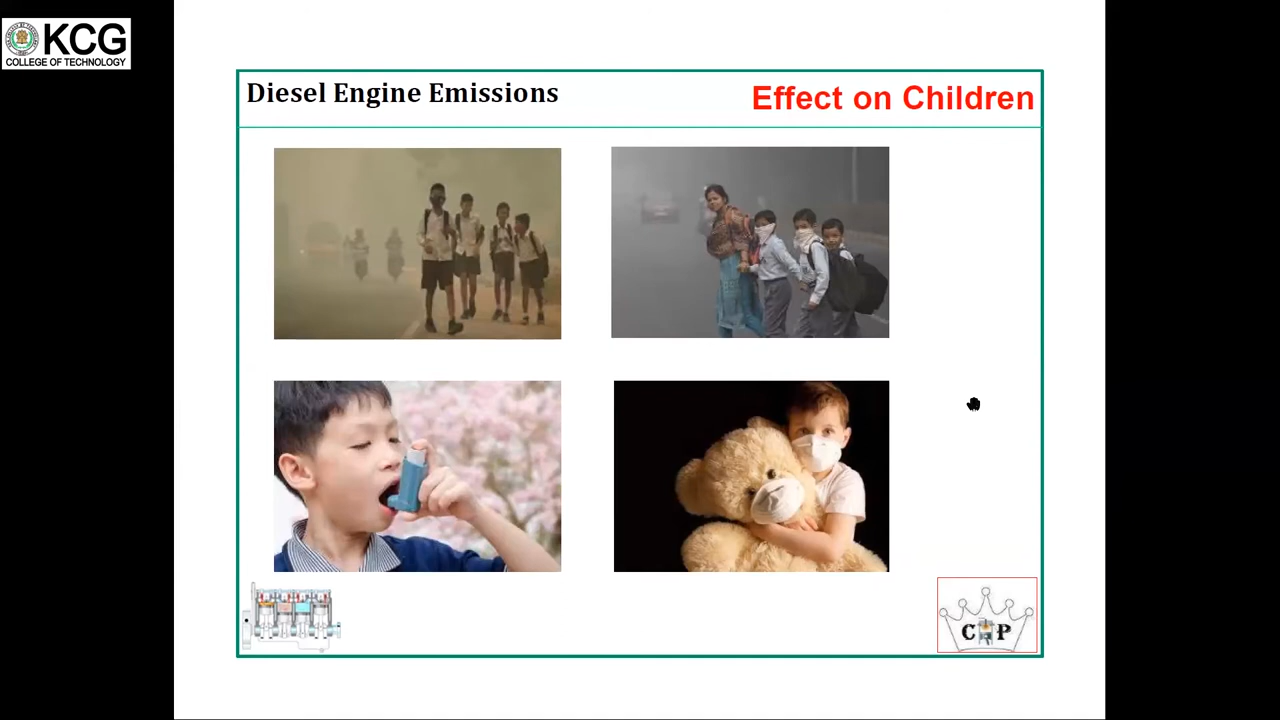 KCG
COLLEGE OF TECHNOLOGY
Diesel Engine Emissions
Effect on Children
C P